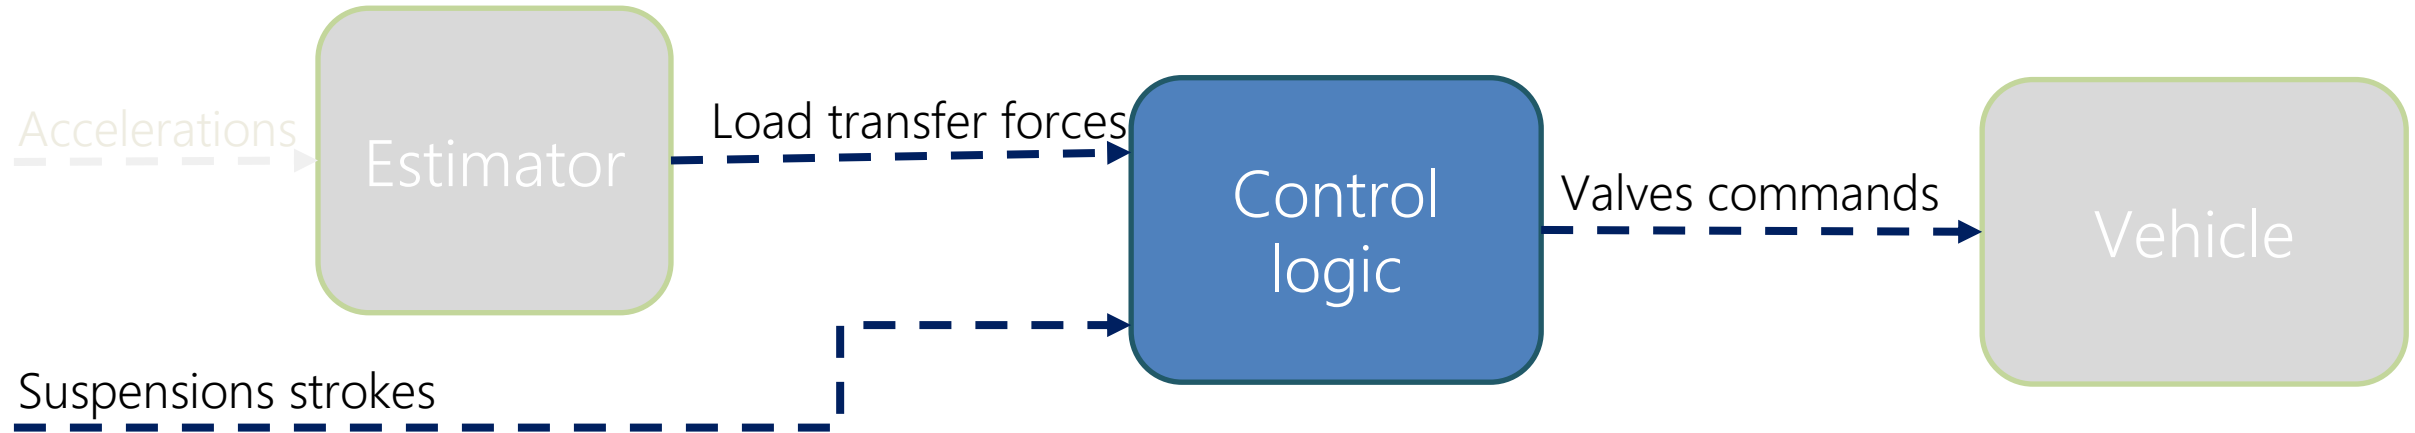 Accelerations
Estimator
Load transfer forces
Control
logic
Valves commands
Vehicle
Suspensions strokes